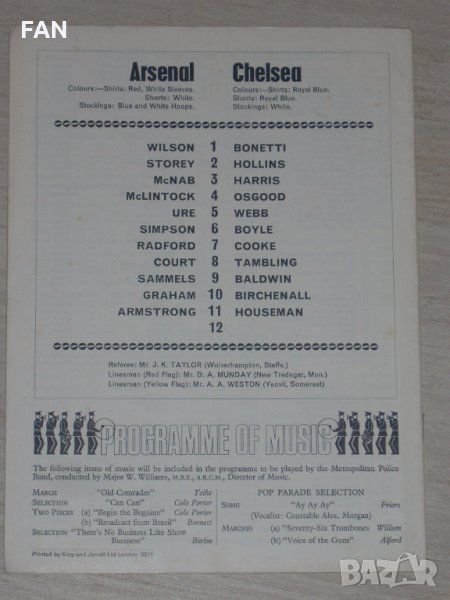 FAN
Arsenal Chelsea
Colours:—Shirts: Red, White Sleeves. Colours:—Shirts: Royal Blue.
Shorts: White. Shorts: Royal Blue.
Stockings: Blue and White Hoops. Stockings: White.
WILSON 1 BONETTI
STOREY 2 HOLLINS
McNAB 3 HARRIS
McLINTOCK 4 OSGOOD
URE 5 WEBB
SIMPSON 6 BOYLE
RADFORD 7 COOKE
COURT 8 TAMBLING
SAMMELS 9 BALDWIN
GRAHAM 10 BIRCHENALL
ARMSTRONG 11 HOUSEMAN
12
Referee: Mr. J. K. TAYLOR (Wolverhampton, Staffs.)
Linesman (Red Flag): Mr. D. A. MUNDAY (New Tredegar, Mon.)
Linesman (Yellow Flag): Mr. A. A. WESTON (Yeovil, Somerset)
PROGRAMME OF MUSIC
The following items of music will be included in the programme to be played by the Metropolitan Police
Band, conducted by Major W. Williams, M.B.E., A.R.C.M., Director of Music.
MARCH "Old Comrades" Teike
SELECTION "Can Can" Cole Porter
TWO PIECES (a) "Begin the Beguine" Cole Porter
(b) "Broadcast from Brazil" Bennett
SELECTION "There's No Business Like Show
Business" Berlin
POP PARADE SELECTION
SONG "Ay Ay Ay" Friere
(Vocalist: Constable Alex. Morgan)
MARCHES (a) "Seventy-Six Trombones Willson
(b) "Voice of the Guns" Alford
Printed by King and Jarrett Ltd London SE11
BAZAR.BG